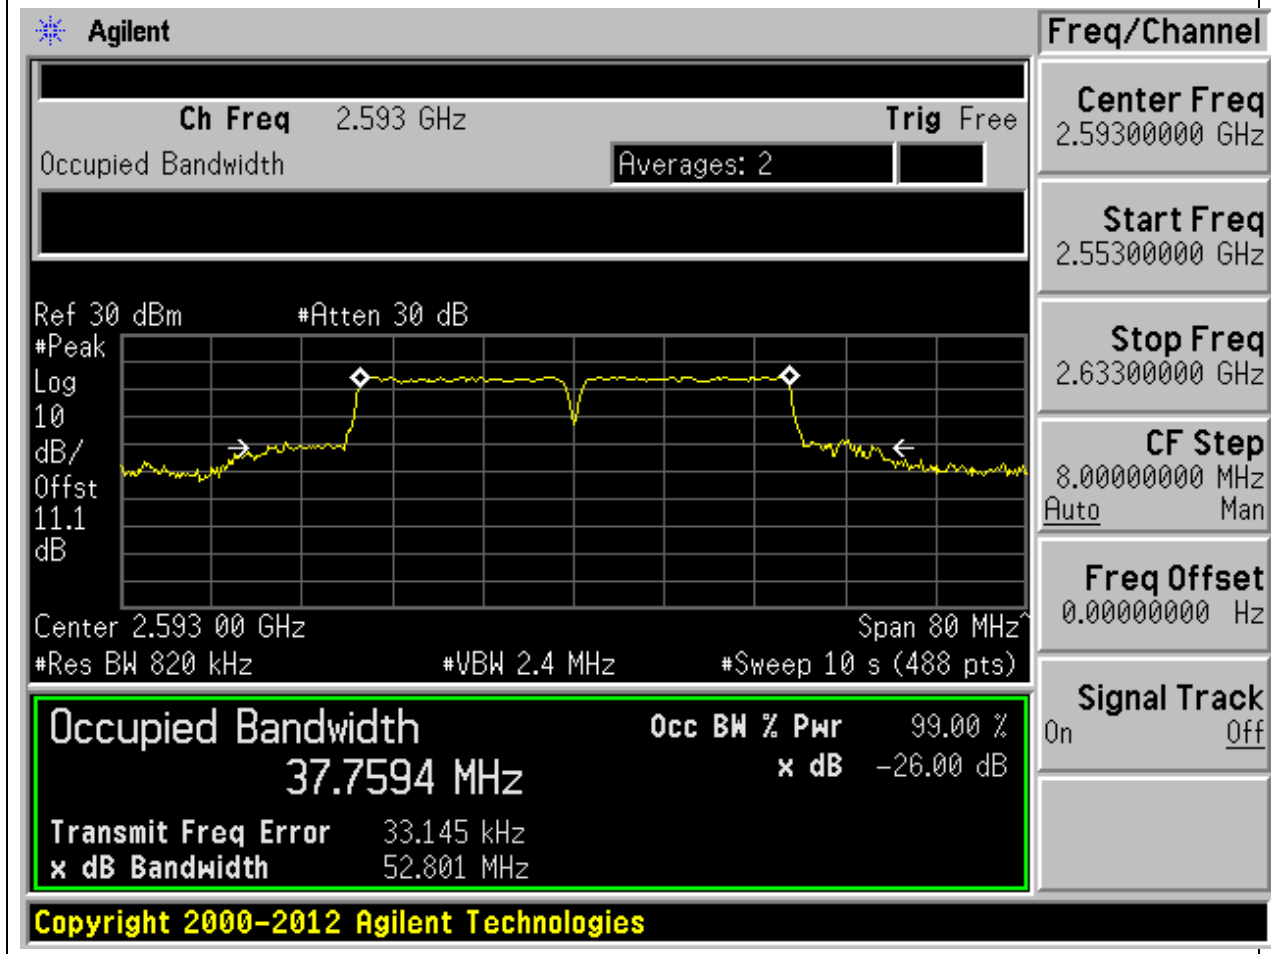 Agilent
Freq/Channel
Ch Freq 2.593 GHz Trig Free
Occupied Bandwidth Averages: 2
Ref 30 dBm #Atten 30 dB
#Peak
Log
10
dB/
Offst
11.1
dB
Center 2.593 00 GHz Span 80 MHz^
#Res BW 820 kHz #VBW 2.4 MHz #Sweep 10 s (488 pts)
Occupied Bandwidth Occ BW % Pwr 99.00 %
37.7594 MHz x dB -26.00 dB
Transmit Freq Error 33.145 kHz
x dB Bandwidth 52.801 MHz
Center Freq
2.59300000 GHz
Start Freq
2.55300000 GHz
Stop Freq
2.63300000 GHz
CF Step
8.00000000 MHz
Auto Man
Freq Offset
0.00000000 Hz
Signal Track
On Off
Copyright 2000-2012 Agilent Technologies